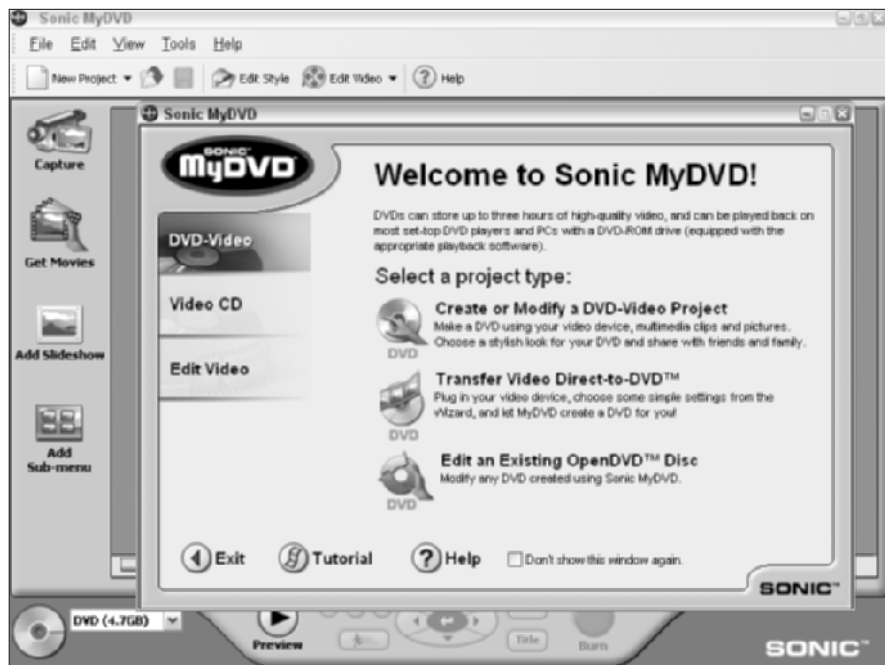 Sonic MyDVD
File Edit View Tools Help
New Project Edit Style Edit Video ? Help
Capture
Get Movies
Add Slideshow
Add
Sub-menu
Sonic MyDVD
SONIC™
MyDVD
DVD-Video
Video CD
Edit Video
Welcome to Sonic MyDVD!
DVDs can store up to three hours of high-quality video, and can be played back on
most set-top DVD players and PCs with a DVD-ROM drive (equipped with the
appropriate playback software).
Select a project type:
DVD
Create or Modify a DVD-Video Project
Make a DVD using your video device, multimedia clips and pictures.
Choose a stylish look for your DVD and share with friends and family.
DVD
Transfer Video Direct-to-DVD™
Plug in your video device, choose some simple settings from the
Wizard, and let MyDVD create a DVD for you!
DVD
Edit an Existing OpenDVD™ Disc
Modify any DVD created using Sonic MyDVD.
Exit Tutorial ? Help Don't show this window again.
SONIC™
DVD (4.7GB)
Preview
Title
Burn
SONIC™